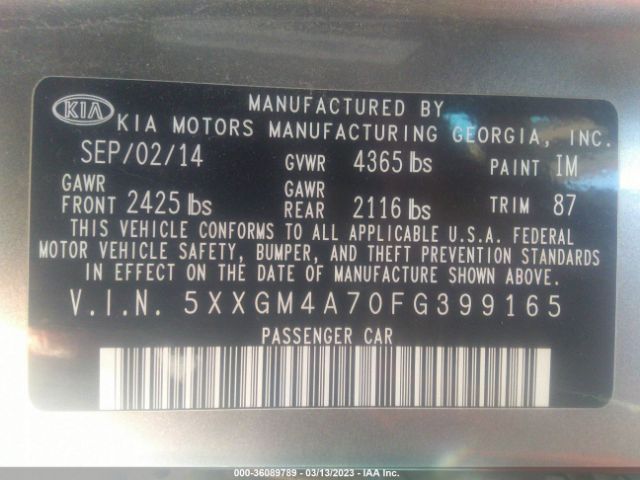 KIA
MANUFACTURED BY
KIA MOTORS MANUFACTURING GEORGIA, INC.
SEP/02/14 GVWR 4365 lbs PAINT IM
GAWR FRONT 2425 lbs GAWR REAR 2116 lbs TRIM 87
THIS VEHICLE CONFORMS TO ALL APPLICABLE U.S.A. FEDERAL
MOTOR VEHICLE SAFETY, BUMPER, AND THEFT PREVENTION STANDARDS
IN EFFECT ON THE DATE OF MANUFACTURE SHOWN ABOVE.
V.I.N. 5XXGM4A70FG399165
PASSENGER CAR
000-36089789 - 03/13/2023 - IAA Inc.